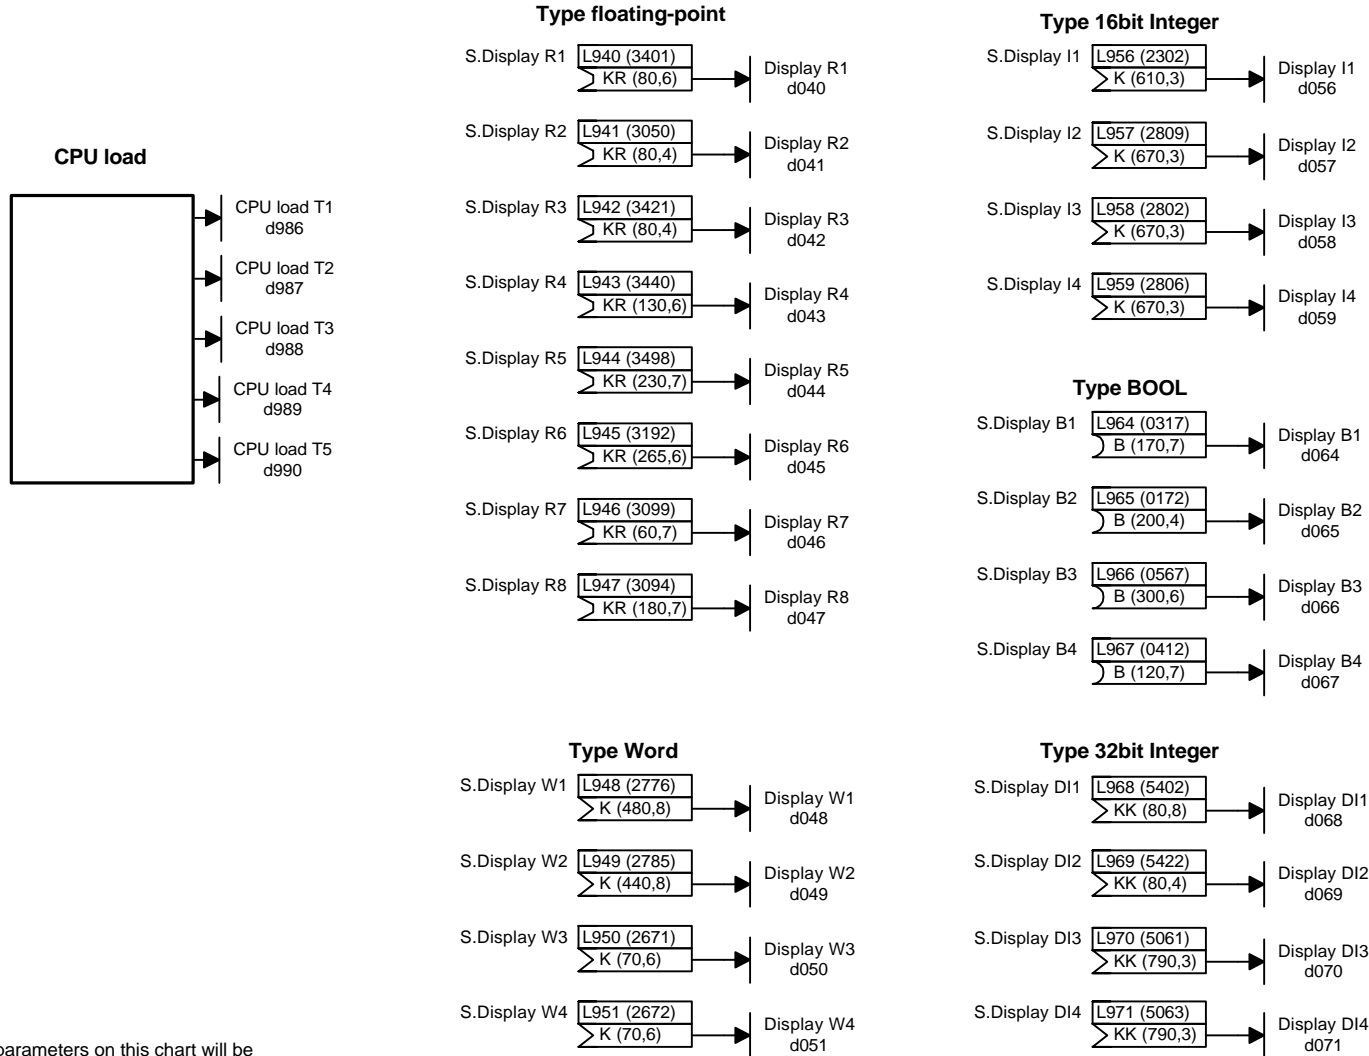 CPU load
CPU load T1
d986
CPU load T2
d987
CPU load T3
d988
CPU load T4
d989
CPU load T5
d990
Type floating-point
S.Display R1
L940 (3401)
KR (80,6)
Display R1
d040
S.Display R2
L941 (3050)
KR (80,4)
Display R2
d041
S.Display R3
L942 (3421)
KR (80,4)
Display R3
d042
S.Display R4
L943 (3440)
KR (130,6)
Display R4
d043
S.Display R5
L944 (3498)
KR (230,7)
Display R5
d044
S.Display R6
L945 (3192)
KR (265,6)
Display R6
d045
S.Display R7
L946 (3099)
KR (60,7)
Display R7
d046
S.Display R8
L947 (3094)
KR (180,7)
Display R8
d047
Type 16bit Integer
S.Display I1
L956 (2302)
K (610,3)
Display I1
d056
S.Display I2
L957 (2809)
K (670,3)
Display I2
d057
S.Display I3
L958 (2802)
K (670,3)
Display I3
d058
S.Display I4
L959 (2806)
K (670,3)
Display I4
d059
Type BOOL
S.Display B1
L964 (0317)
B (170,7)
Display B1
d064
S.Display B2
L965 (0172)
B (200,4)
Display B2
d065
S.Display B3
L966 (0567)
B (300,6)
Display B3
d066
S.Display B4
L967 (0412)
B (120,7)
Display B4
d067
Type Word
S.Display W1
L948 (2776)
K (480,8)
Display W1
d048
S.Display W2
L949 (2785)
K (440,8)
Display W2
d049
S.Display W3
L950 (2671)
K (70,6)
Display W3
d050
S.Display W4
L951 (2672)
K (70,6)
Display W4
d051
Type 32bit Integer
S.Display DI1
L968 (5402)
KK (80,8)
Display DI1
d068
S.Display DI2
L969 (5422)
KK (80,4)
Display DI2
d069
S.Display DI3
L970 (5061)
KK (790,3)
Display DI3
d070
S.Display DI4
L971 (5063)
KK (790,3)
Display DI4
d071
parameters on this chart will be